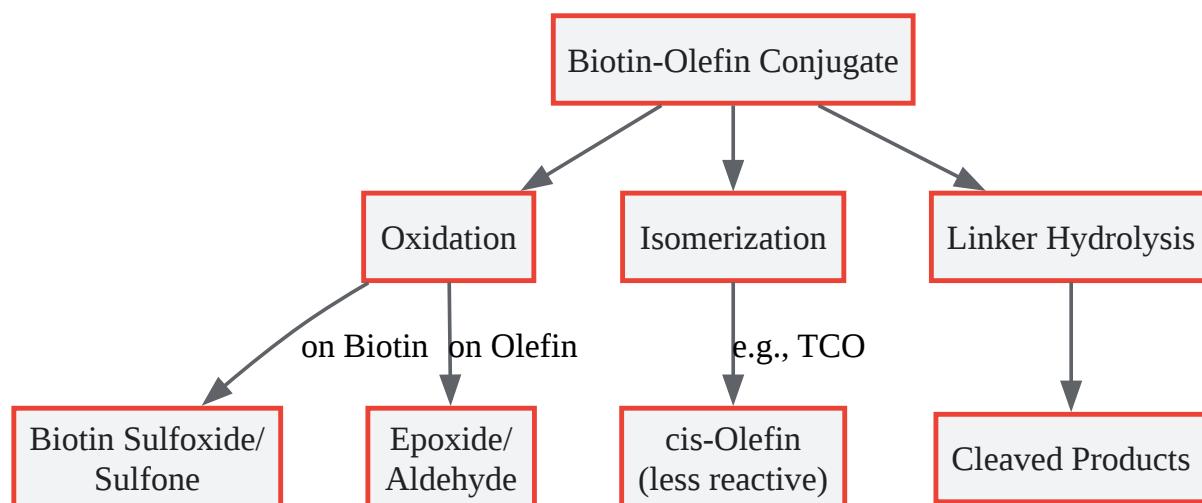 Biotin-Olefin Conjugate
Oxidation
Isomerization
Linker Hydrolysis
on Biotin
on Olefin
e.g., TCO
Biotin Sulfoxide/
Sulfone
Epoxide/
Aldehyde
cis-Olefin
(less reactive)
Cleaved Products